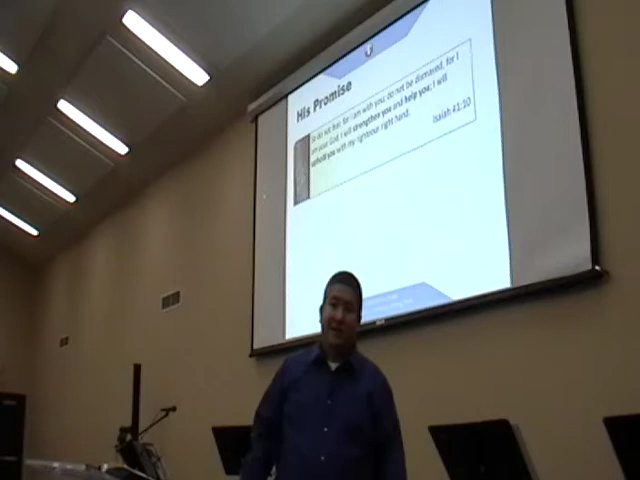 His Promise
So do not fear, for I am with you; do not be dismayed, for I
am your God. I will strengthen you and help you; I will
uphold you with my righteous right hand.
Isaiah 41:10